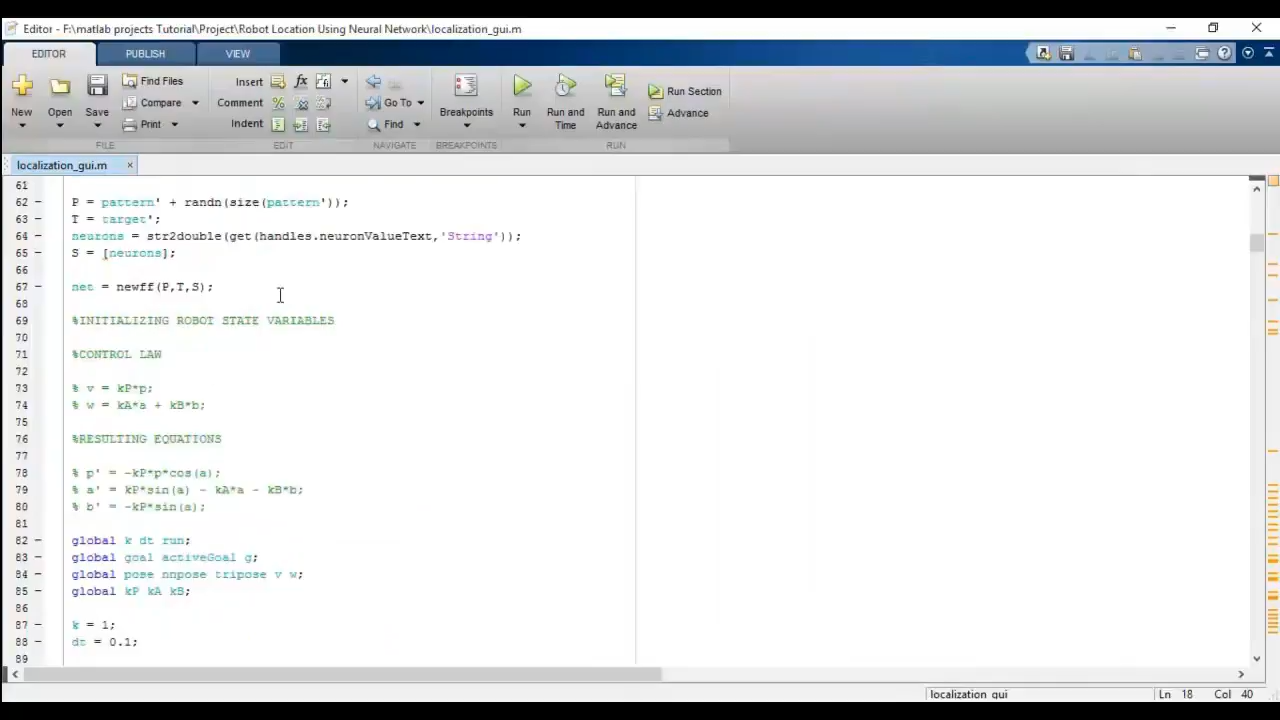 Editor - F:\matlab projects Tutorial\Project\Robot Location Using Neural Network\localization_gui.m
EDITOR PUBLISH VIEW
New Open Save Find Files Compare Print
Insert Comment Indent
Go To Find
Breakpoints
Run Run and Time Run and Advance Run Section Advance
FILE EDIT NAVIGATE BREAKPOINTS RUN
localization_gui.m ×
61
62 – P = pattern' + randn(size(pattern'));
63 – T = target';
64 – neurons = str2double(get(handles.neuronValueText,'String'));
65 – S = [neurons];
66
67 – net = newff(P,T,S);
68
69 %INITIALIZING ROBOT STATE VARIABLES
70
71 %CONTROL LAW
72
73 % v = kP*p;
74 % w = kA*a + kB*b;
75
76 %RESULTING EQUATIONS
77
78 % p' = -kP*p*cos(a);
79 % a' = kP*sin(a) - kA*a - kB*b;
80 % b' = -kP*sin(a);
81
82 – global k dt run;
83 – global goal activeGoal g;
84 – global pose nnpose tripose v w;
85 – global kP kA kB;
86
87 – k = 1;
88 – dt = 0.1;
89
localization_gui Ln 18 Col 40